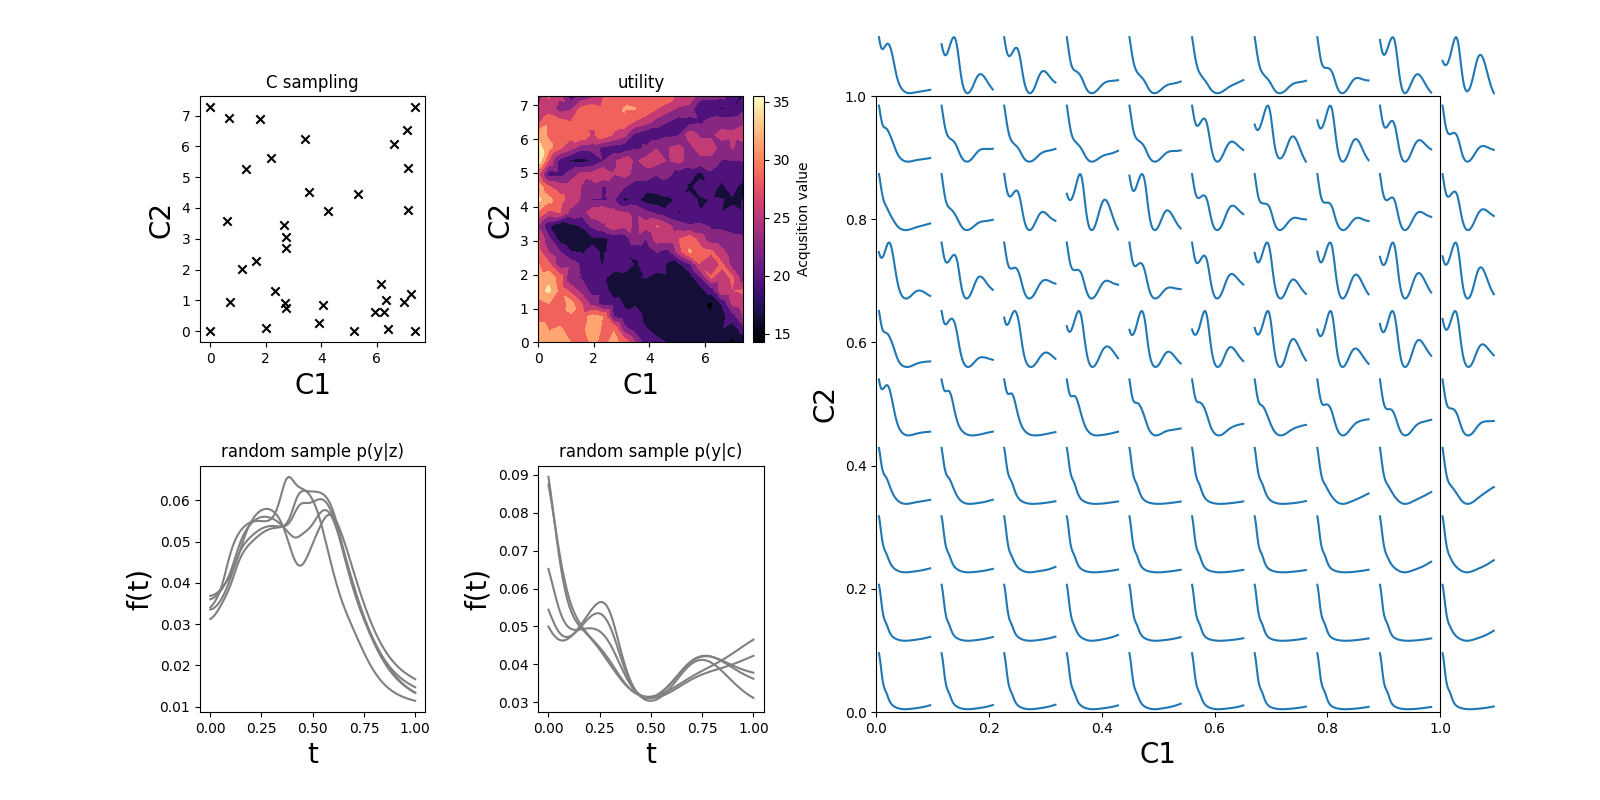 C sampling
7
6
5
4
3
2
1
0
C2
0 2 4 6
C1
utility
7
6
5
4
3
2
1
0
C2
0 2 4 6
C1
35
30
25
20
15
Acqusition value
random sample p(y|z)
0.06
0.05
0.04
0.03
0.02
0.01
f(t)
0.00 0.25 0.50 0.75 1.00
t
random sample p(y|c)
0.09
0.08
0.07
0.06
0.05
0.04
0.03
f(t)
0.00 0.25 0.50 0.75 1.00
t
1.0
0.8
0.6
0.4
0.2
0.0
C2
0.0 0.2 0.4 0.6 0.8 1.0
C1